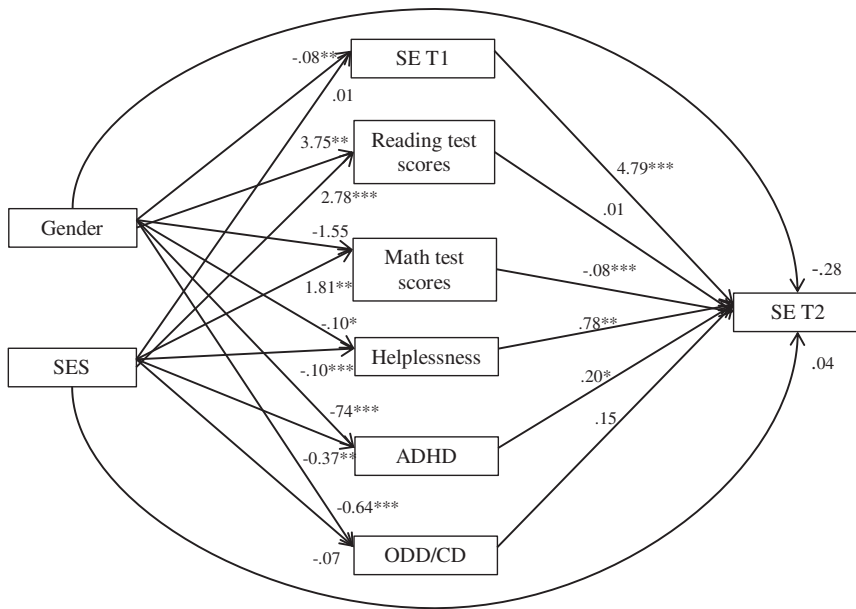 -.08**
SE T1
.01
3.75**
Reading test
scores
4.79***
2.78***
.01
Gender
-1.55
Math test
scores
-.08***
-.28
1.81**
SE T2
-.10*
.78**
SES
Helplessness
.04
-.10***
.20*
-74***
.15
ADHD
-0.37**
-0.64***
ODD/CD
-.07